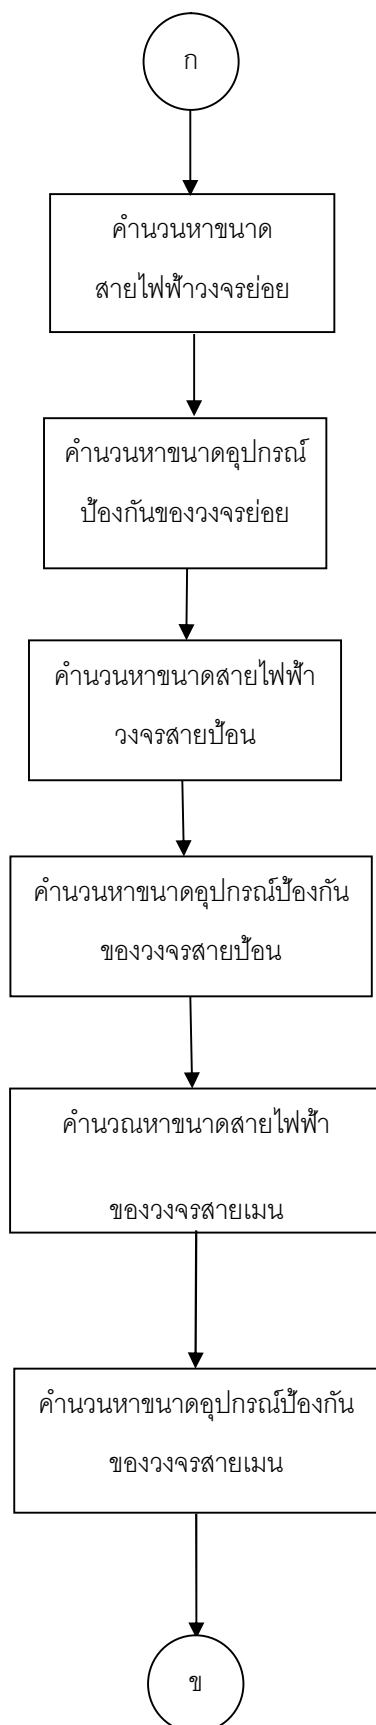 ก
คำนวนหาขนาด
สายไฟฟ้าวงจรย่อย
คำนวนหาขนาดอุปกรณ์
ป้องกันของวงจรย่อย
คำนวนหาขนาดสายไฟฟ้า
วงจรสายป้อน
คำนวนหาขนาดอุปกรณ์ป้องกัน
ของวงจรสายป้อน
คำนวณหาขนาดสายไฟฟ้า
ของวงจรสายเมน
คำนวนหาขนาดอุปกรณ์ป้องกัน
ของวงจรสายเมน
ข